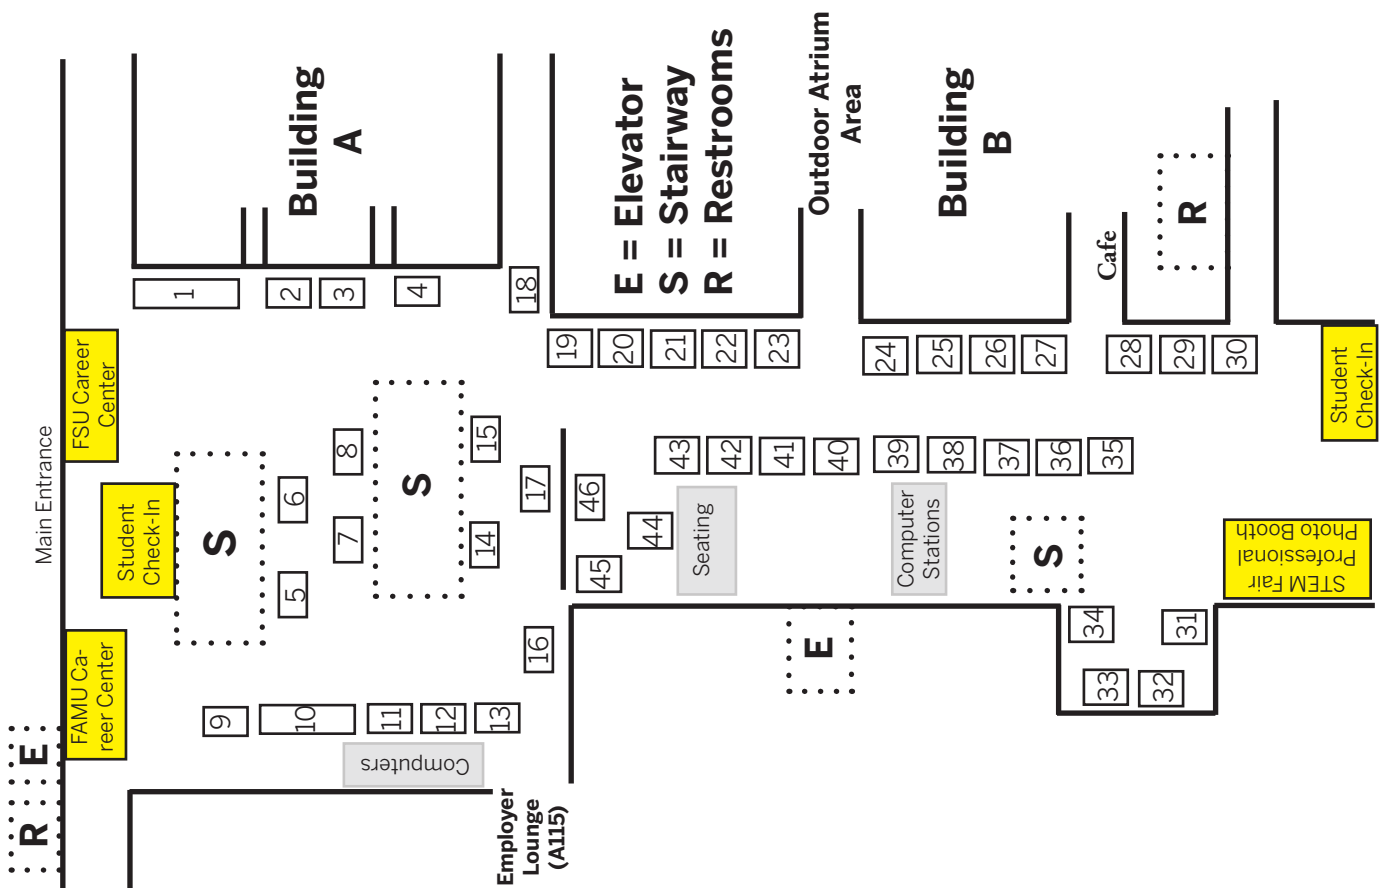 Main Entrance
R
E
FAMU Ca-
reer Center
Student
Check-In
FSU Career
Center
S
1
2
3
4
Building
A
5
6
7
8
S
9
10
11
12
13
Computers
14
15
16
17
18
Employer
Lounge
(A115)
E = Elevator
S = Stairway
R = Restrooms
19
20
21
22
23
Outdoor Atrium
Area
24
25
26
27
Building
B
Cafe
28
29
30
R
46
45
44
43
42
41
40
39
38
37
36
35
Seating
Computer
Stations
S
E
34
33
32
31
Student
Check-In
STEM Fair
Professional
Photo Booth